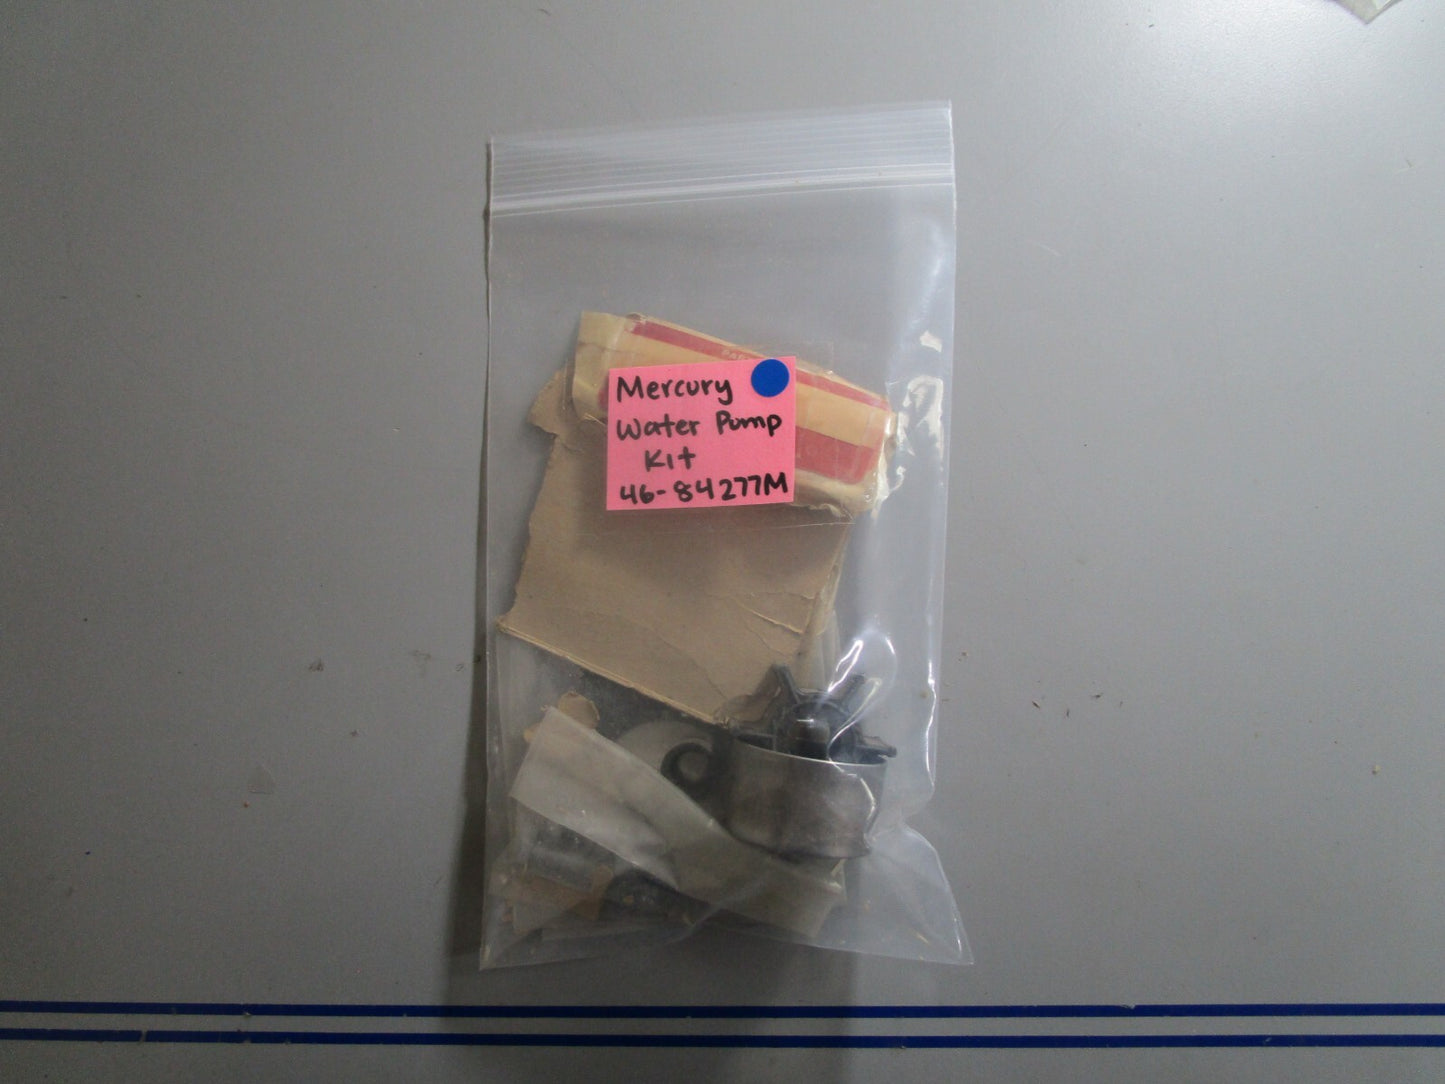 Mercury
Water Pump
Kit
46-84277M